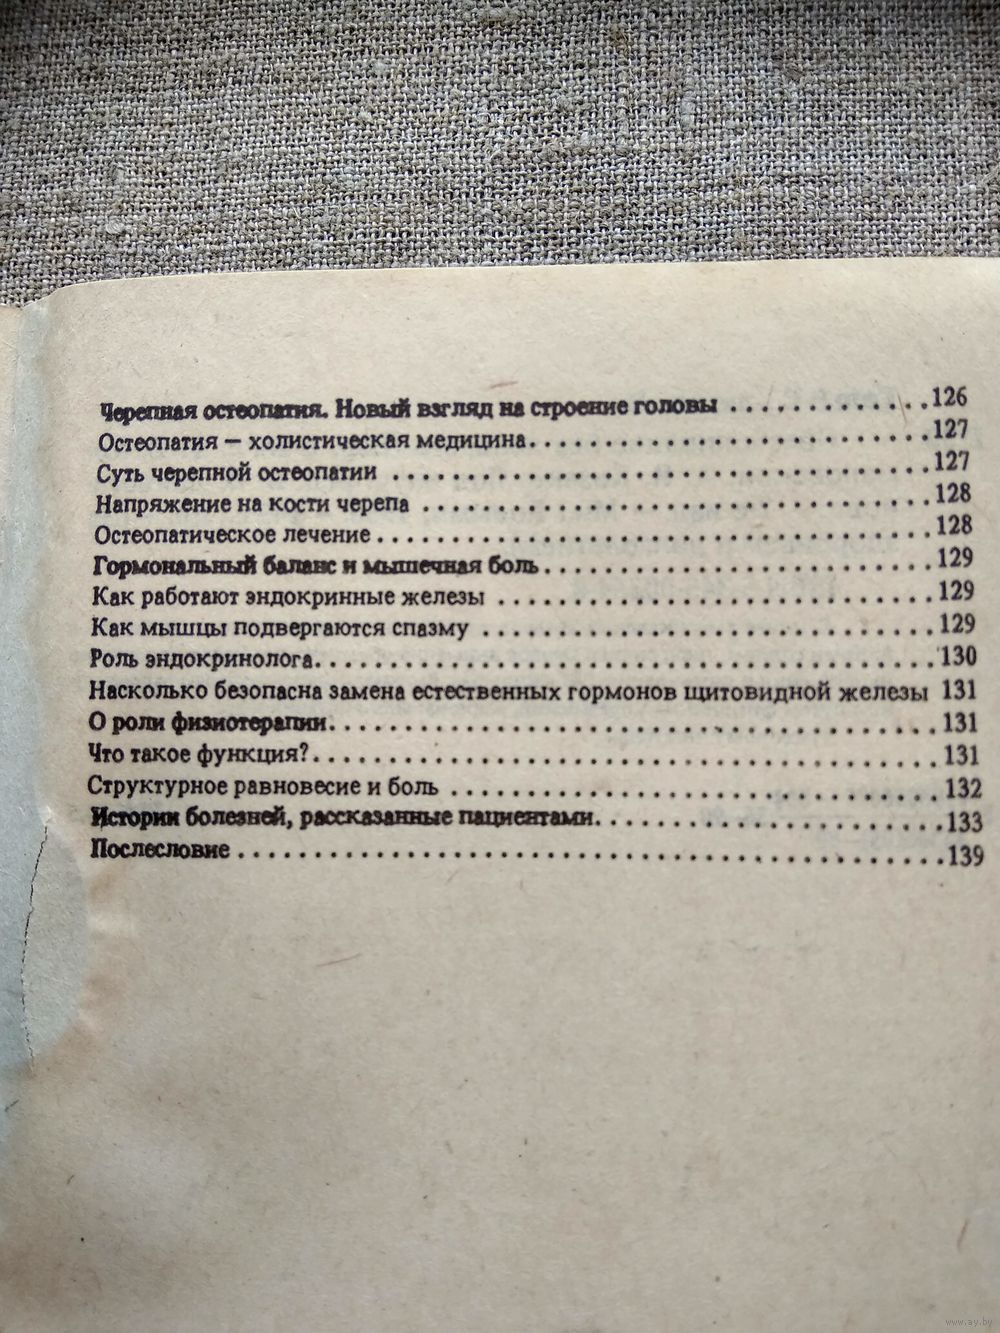 Черепная остеопатия. Новый взгляд на строение головы . . . . . . . . . . . . . 126
Остеопатия — холистическая медицина. . . . . . . . . . . . . . . . . . . . . . . . . . 127
Суть черепной остеопатии . . . . . . . . . . . . . . . . . . . . . . . . . . . . . . . . . . . 127
Напряжение на кости черепа . . . . . . . . . . . . . . . . . . . . . . . . . . . . . . . . . 128
Остеопатическое лечение . . . . . . . . . . . . . . . . . . . . . . . . . . . . . . . . . . . . 128
Гормональный баланс и мышечная боль. . . . . . . . . . . . . . . . . . . . . . . . . 129
Как работают эндокринные железы . . . . . . . . . . . . . . . . . . . . . . . . . . . . 129
Как мышцы подвергаются спазму . . . . . . . . . . . . . . . . . . . . . . . . . . . . . 129
Роль эндокринолога. . . . . . . . . . . . . . . . . . . . . . . . . . . . . . . . . . . . . . . . 130
Насколько безопасна замена естественных гормонов щитовидной железы 131
О роли физиотерапии. . . . . . . . . . . . . . . . . . . . . . . . . . . . . . . . . . . . . . . 131
Что такое функция?. . . . . . . . . . . . . . . . . . . . . . . . . . . . . . . . . . . . . . . . 131
Структурное равновесие и боль . . . . . . . . . . . . . . . . . . . . . . . . . . . . . . . 132
Истории болезней, рассказанные пациентами. . . . . . . . . . . . . . . . . . . . . . 133
Послесловие . . . . . . . . . . . . . . . . . . . . . . . . . . . . . . . . . . . . . . . . . . . . . 139
www.ay.by